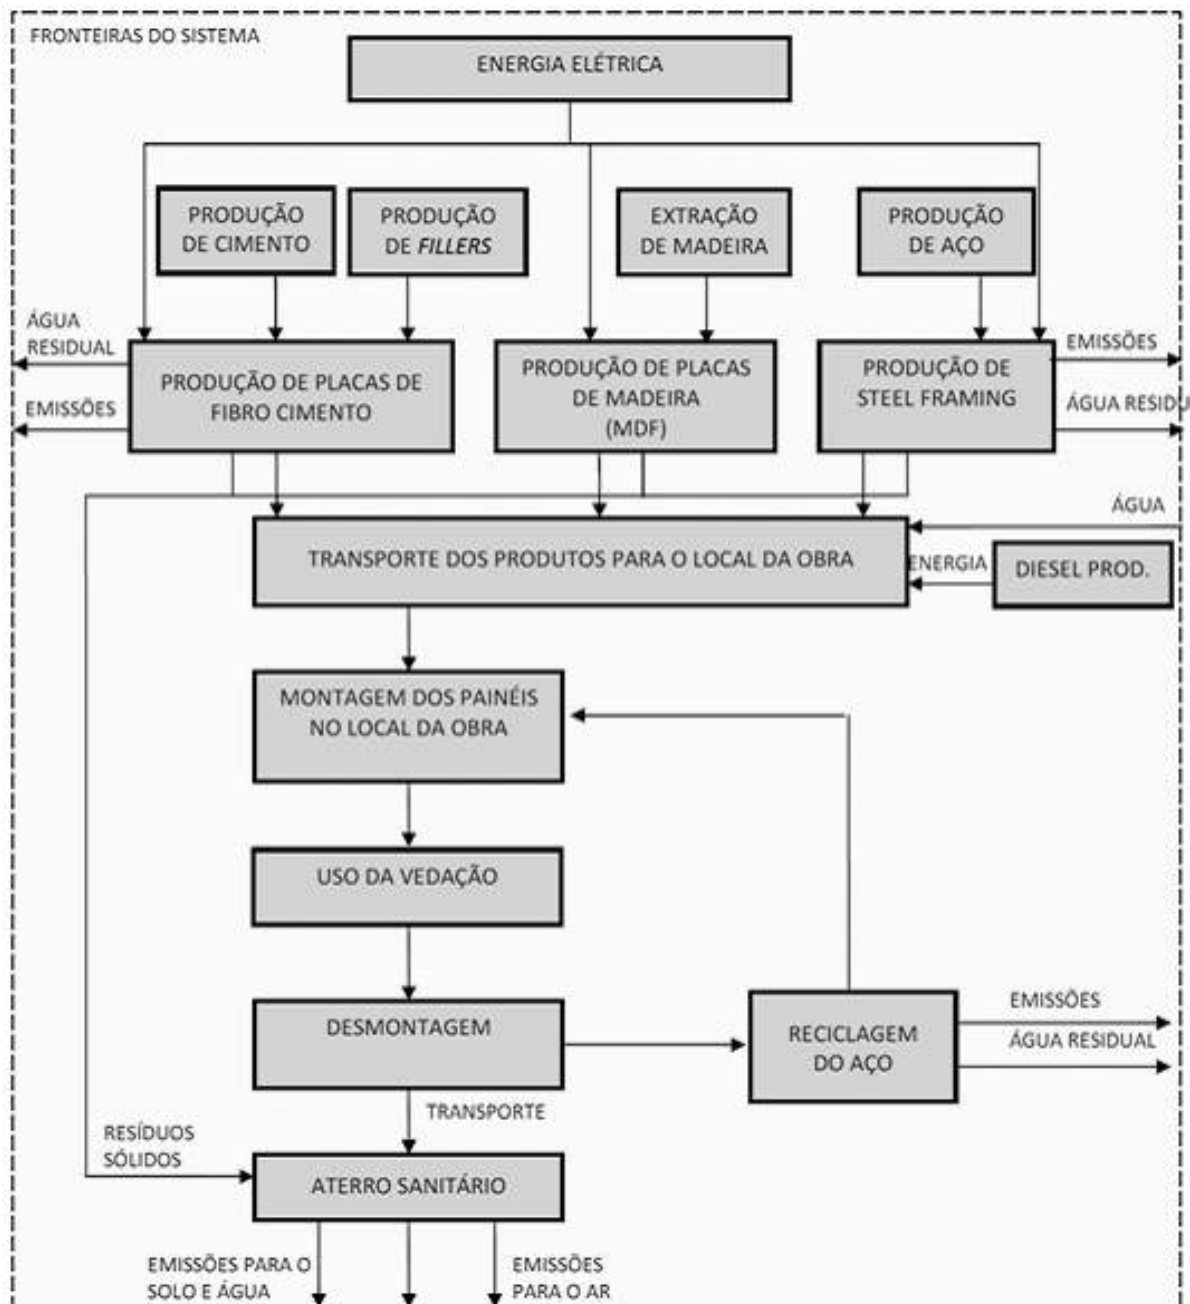 FRONTEIRAS DO SISTEMA
ENERGIA ELÉTRICA
PRODUÇÃO
DE CIMENTO
PRODUÇÃO
DE FILLERS
EXTRAÇÃO
DE MADEIRA
PRODUÇÃO
DE AÇO
ÁGUA
RESIDUAL
EMISSÕES
PRODUÇÃO DE PLACAS DE
FIBRO CIMENTO
PRODUÇÃO DE PLACAS
DE MADEIRA
(MDF)
PRODUÇÃO DE
STEEL FRAMING
EMISSÕES
ÁGUA RESIDU
TRANSPORTE DOS PRODUTOS PARA O LOCAL DA OBRA
ÁGUA
ENERGIA
DIESEL PROD.
MONTAGEM DOS PAINÉIS
NO LOCAL DA OBRA
USO DA VEDAÇÃO
DESMONTAGEM
RECICLAGEM
DO AÇO
EMISSÕES
ÁGUA RESIDUAL
TRANSPORTE
RESÍDUOS
SÓLIDOS
ATERRO SANITÁRIO
EMISSÕES PARA O
SOLO E ÁGUA
EMISSÕES
PARA O AR